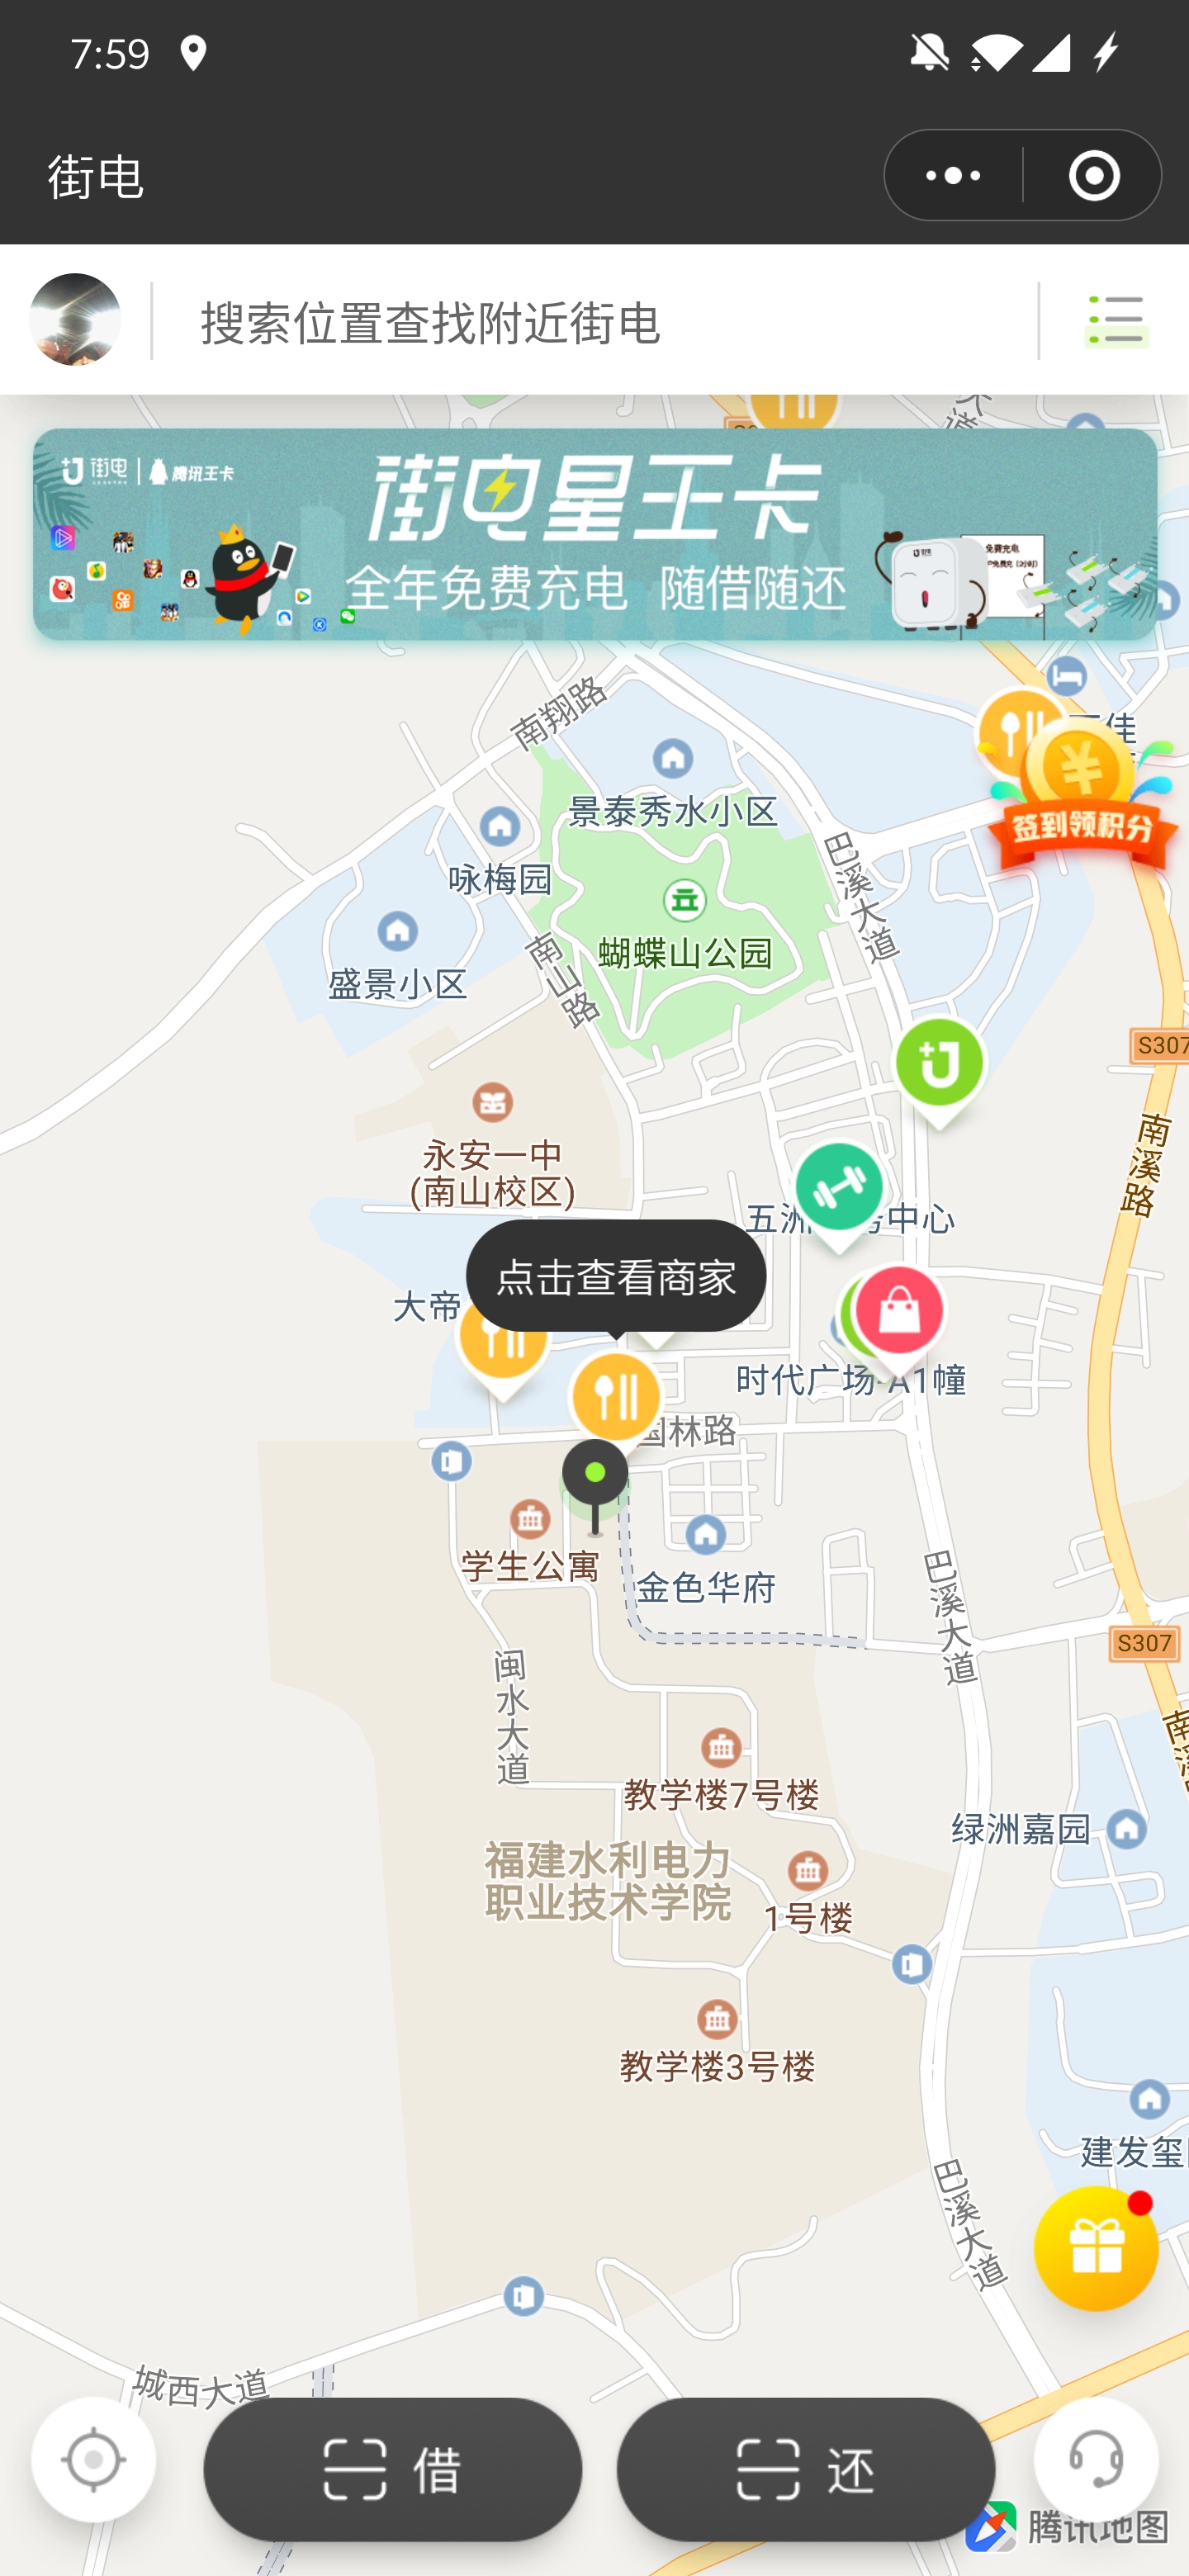 7:59
街电
搜索位置查找附近街电
街电 | 腾讯王卡
街电星王卡
全年免费充电 随借随还
免费充电
南翔路
景泰秀水小区
咏梅园
盛景小区
南山路
蝴蝶山公园
巴溪大道
签到领积分
S307
南溪路
永安一中
(南山校区)
五洲
中心
点击查看商家
大帝
时代广场-A1幢
园林路
学生公寓
金色华府
巴溪大道
S307
闽水大道
教学楼7号楼
绿洲嘉园
福建水利电力
职业技术学院
1号楼
教学楼3号楼
建发玺
巴溪大道
城西大道
借
还
腾讯地图